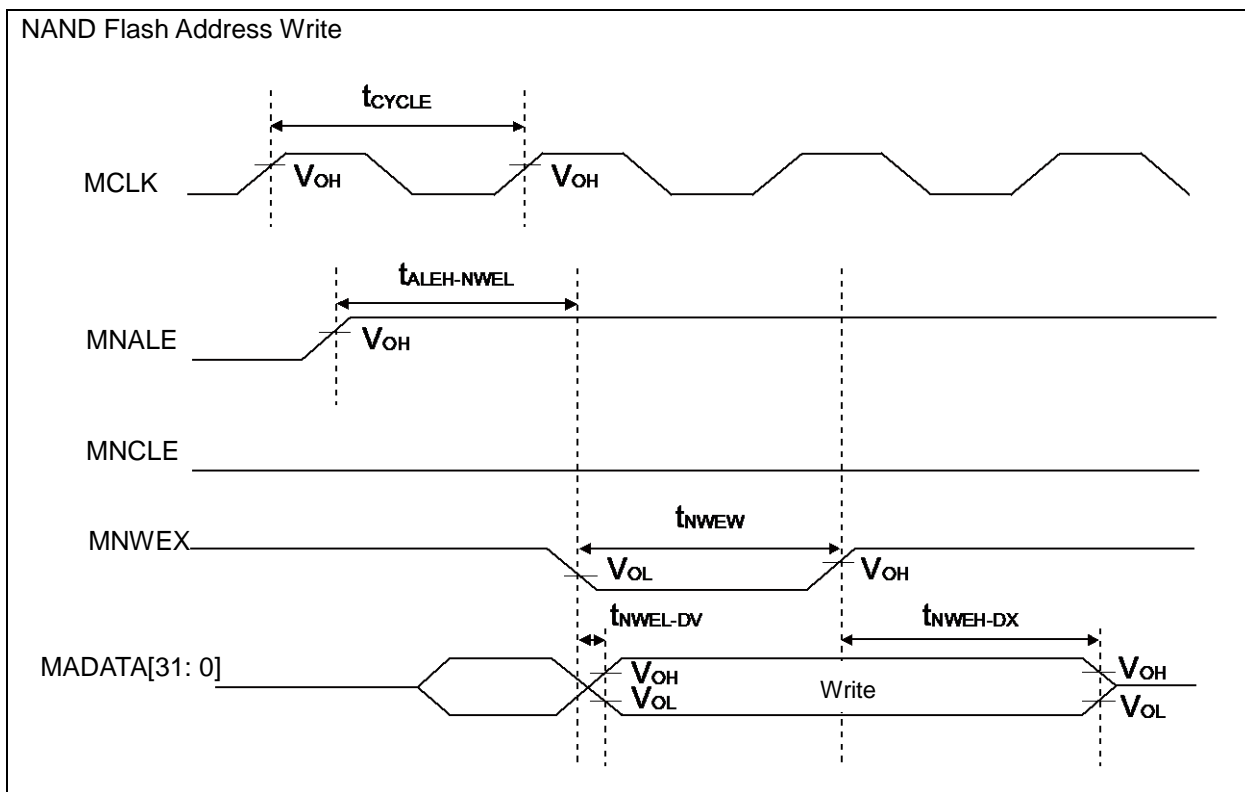 NAND Flash Address Write
tCYCLE
MCLK
VOH
VOH
tALEH-NWEL
MNALE
VOH
MNCLE
tNWEW
MNWEX
VOL
VOH
tNWEL-DV
tNWEH-DX
MADATA[31: 0]
VOH
VOL
Write
VOH
VOL